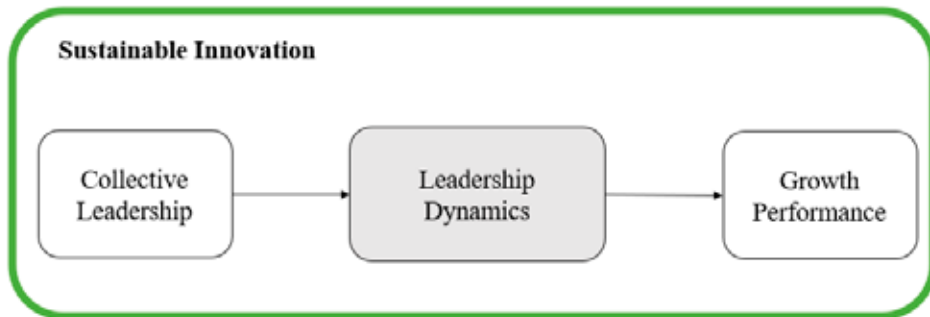 Sustainable Innovation
Collective
Leadership
Leadership
Dynamics
Growth
Performance